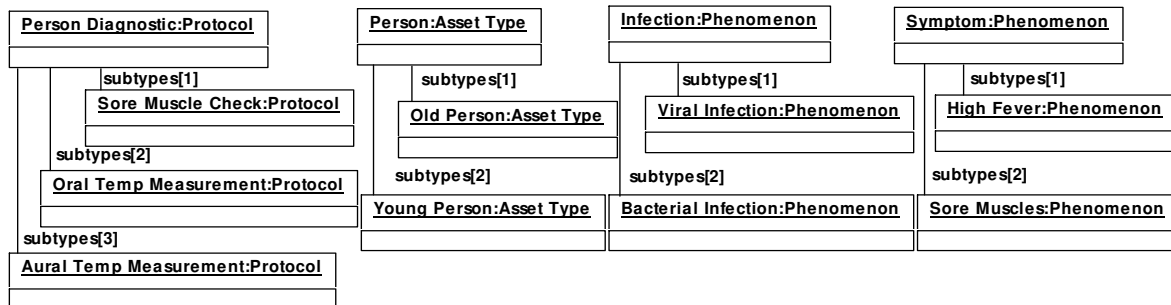 Person Diagnostic:Protocol
subtypes[1]
Sore Muscle Check:Protocol
subtypes[2]
Oral Temp Measurement:Protocol
subtypes[3]
Aural Temp Measurement:Protocol
Person:Asset Type
subtypes[1]
Old Person:Asset Type
subtypes[2]
Young Person:Asset Type
Infection:Phenomenon
subtypes[1]
Viral Infection:Phenomenon
subtypes[2]
Bacterial Infection:Phenomenon
Symptom:Phenomenon
subtypes[1]
High Fever:Phenomenon
subtypes[2]
Sore Muscles:Phenomenon